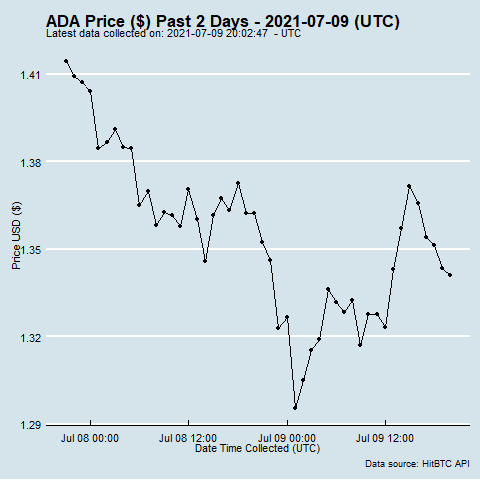 ADA Price ($) Past 2 Days - 2021-07-09 (UTC)
Latest data collected on: 2021-07-09 20:02:47 - UTC
1.41
1.38
1.35
1.32
1.29
Price USD ($)
Jul 08 00:00 Jul 08 12:00 Jul 09 00:00 Jul 09 12:00
Date Time Collected (UTC)
Data source: HitBTC API